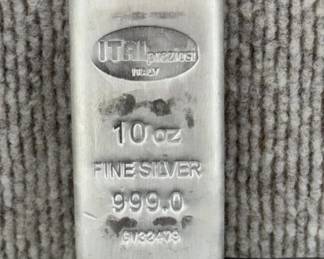 ITALpreziosi
ITALY
10 oz
FINE SILVER
999.0